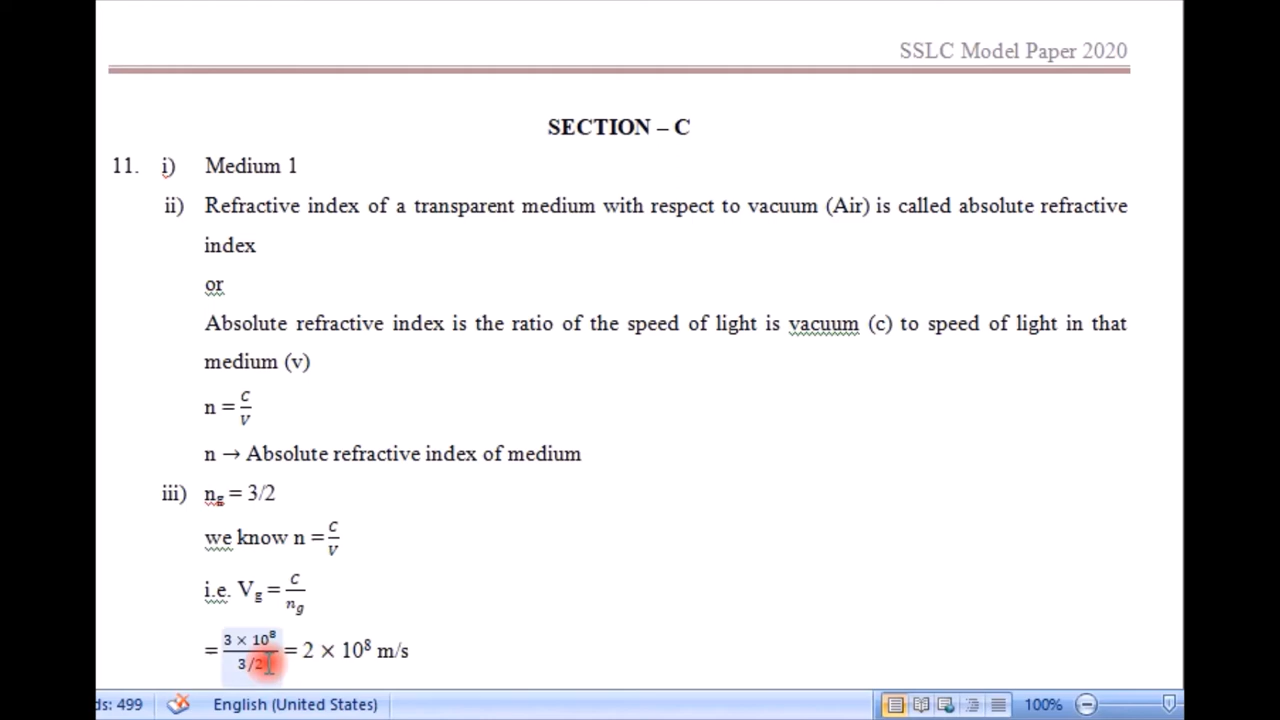 SSLC Model Paper 2020
SECTION – C
11. i) Medium 1
ii) Refractive index of a transparent medium with respect to vacuum (Air) is called absolute refractive
index
or
Absolute refractive index is the ratio of the speed of light is vacuum (c) to speed of light in that
medium (v)
n = C/V
n → Absolute refractive index of medium
iii) n_g = 3/2
we know n = C/V
i.e. V_g = C/n_g
= (3 × 10⁸)/(3/2) = 2 × 10⁸ m/s
ds: 499 English (United States) 100%